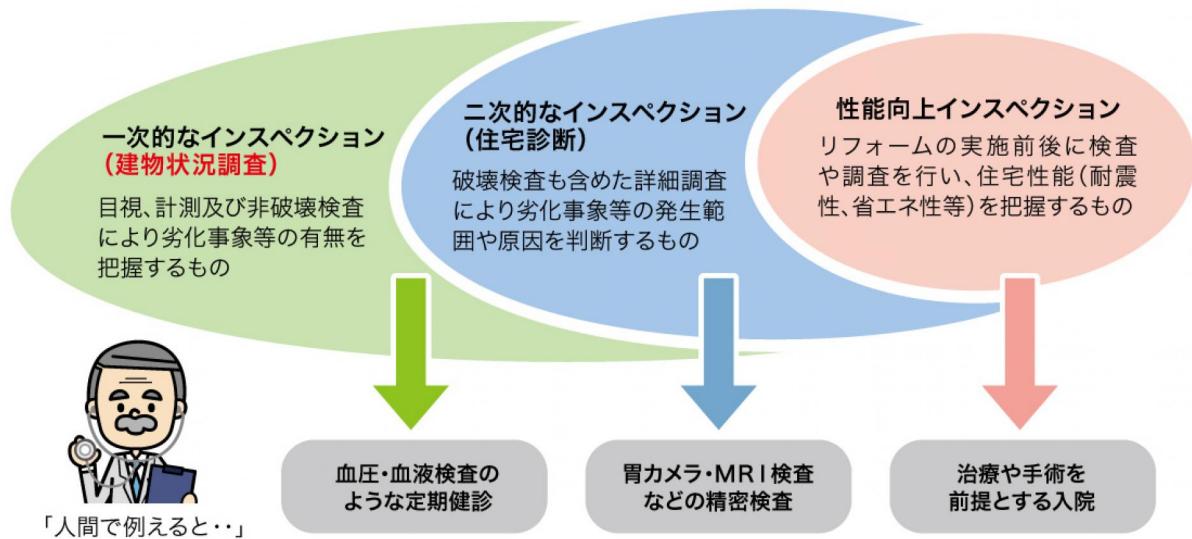 一次的なインスペクション
(建物状況調査)
目視、計測及び非破壊検査
により劣化事象等の有無を
把握するもの
二次的なインスペクション
(住宅診断)
破壊検査も含めた詳細調査
により劣化事象等の発生範
囲や原因を判断するもの
性能向上インスペクション
リフォームの実施前後に検査
や調査を行い、住宅性能(耐震
性、省エネ性等)を把握するもの
「人間で例えると・・」
血圧・血液検査の
ような定期健診
胃カメラ・MRI検査
などの精密検査
治療や手術を
前提とする入院